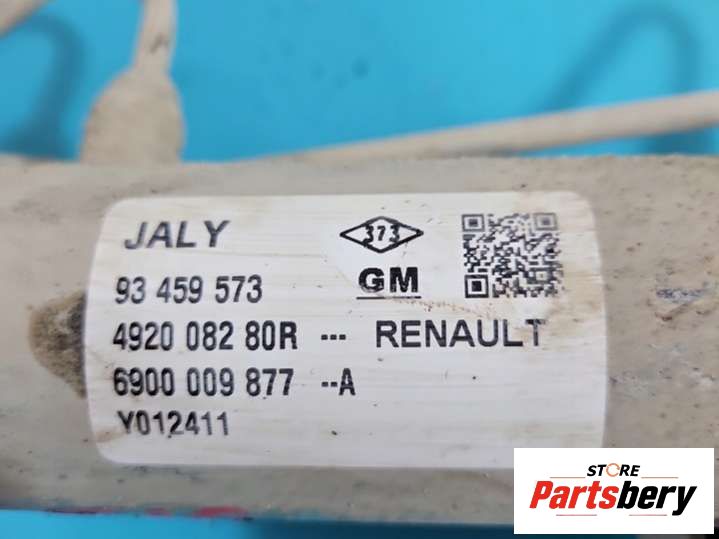 JALY 373
93 459 573 GM
4920 082 80R --- RENAULT
6900 009 877 --A
Y012411
STORE
Partsbery